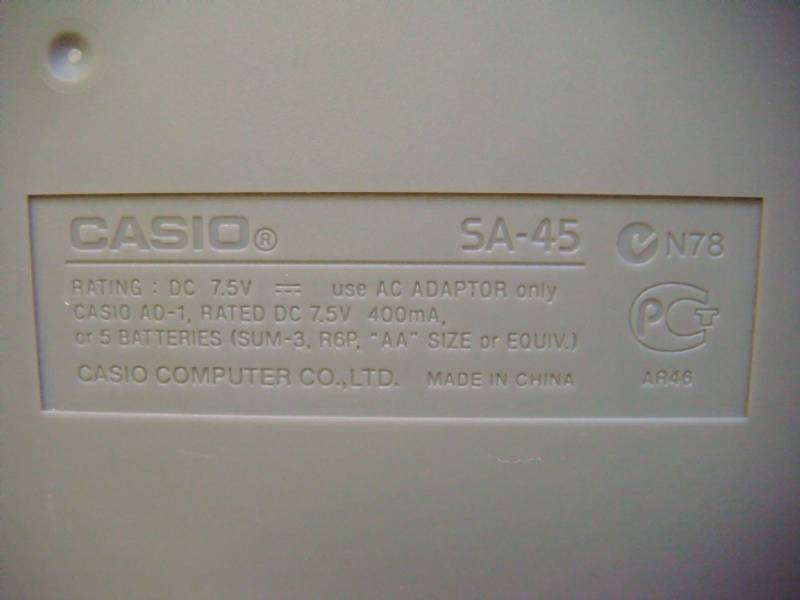 CASIO® SA-45 N78
RATING : DC 7.5V ⎓ use AC ADAPTOR only
CASIO AD-1, RATED DC 7.5V 400mA,
or 5 BATTERIES (SUM-3, R6P, "AA" SIZE or EQUIV.)
CASIO COMPUTER CO.,LTD. MADE IN CHINA
PCT
AR46